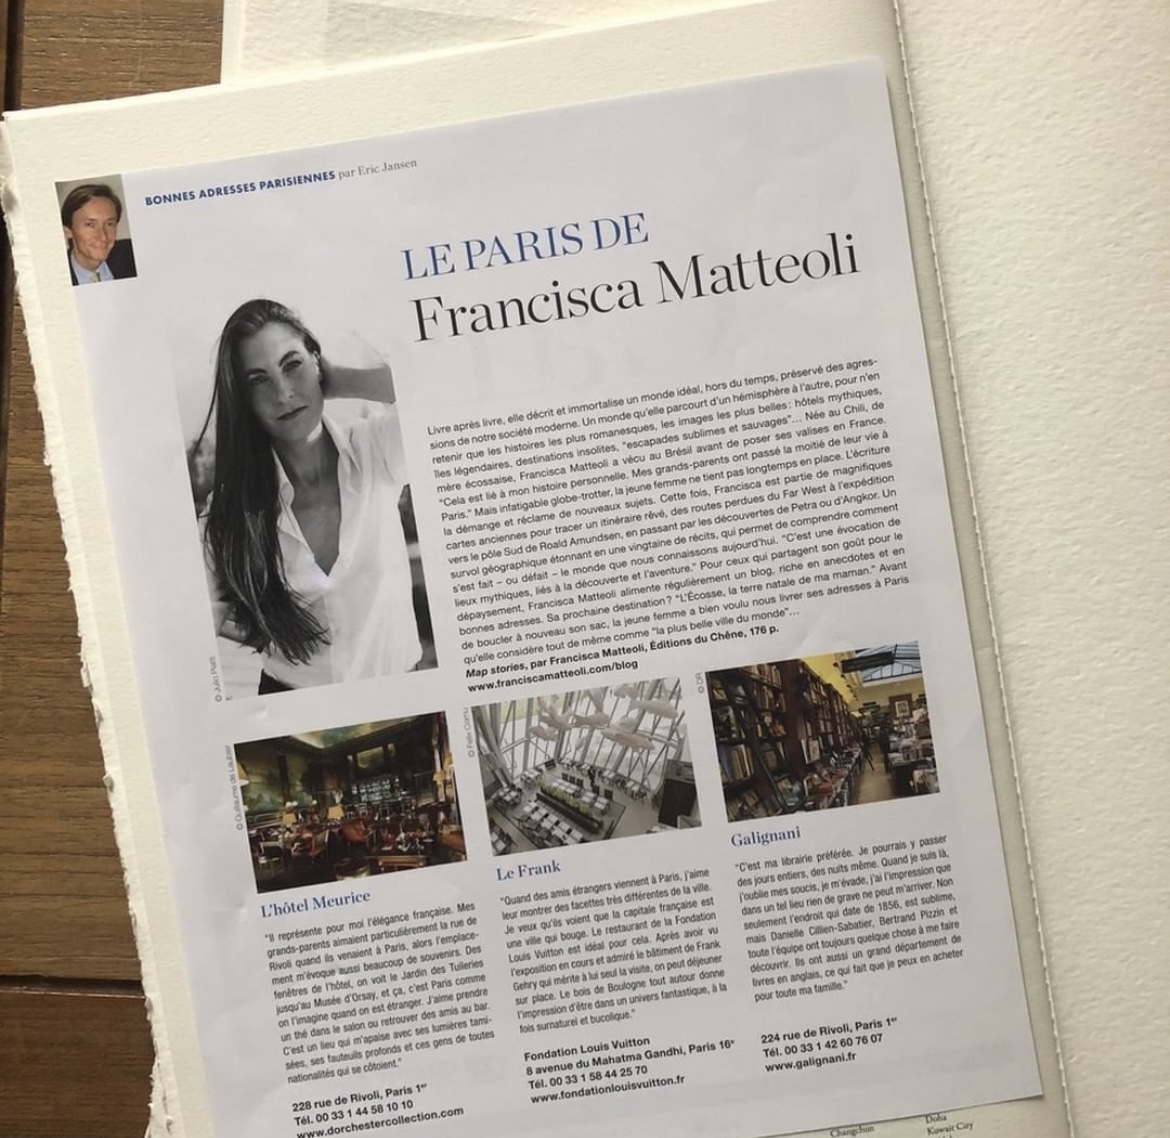 BONNES ADRESSES PARISIENNES par Eric Jansen
LE PARIS DE
Francisca Matteoli
Livre après livre, elle décrit et immortalise un monde idéal, hors du temps, préservé des agres-
sions de notre société moderne. Un monde qu'elle parcourt d'un hémisphère à l'autre, pour n'en
retenir que les histoires les plus romanesques, les images les plus belles : hôtels mythiques,
îles légendaires, destinations insolites, "escapades sublimes et sauvages"... Née au Chili, de
mère écossaise, Francisca Matteoli a vécu au Brésil avant de poser ses valises en France.
"Cela est lié à mon histoire personnelle. Mes grands-parents ont passé la moitié de leur vie à
Paris." Mais infatigable globe-trotter, la jeune femme ne tient pas longtemps en place. L'écriture
la démange et réclame de nouveaux sujets. Cette fois, Francisca est partie de magnifiques
cartes anciennes pour tracer un itinéraire rêvé, des routes perdues du Far West à l'expédition
vers le pôle Sud de Roald Amundsen, en passant par les découvertes de Petra ou d'Angkor. Un
survol géographique étonnant en une vingtaine de récits, qui permet de comprendre comment
s'est fait – ou défait – le monde que nous connaissons aujourd'hui. "C'est une évocation de
lieux mythiques, liés à la découverte et l'aventure." Pour ceux qui partagent son goût pour le
dépaysement, Francisca Matteoli alimente régulièrement un blog, riche en anecdotes et en
bonnes adresses. Sa prochaine destination ? "L'Écosse, la terre natale de ma maman." Avant
de boucler à nouveau son sac, la jeune femme a bien voulu nous livrer ses adresses à Paris
qu'elle considère tout de même comme "la plus belle ville du monde"...
Map stories, par Francisca Matteoli, Éditions du Chêne, 176 p.
www.franciscamatteoli.com/blog
© Guillaume de Laubier
© DR
L'hôtel Meurice
"Il représente pour moi l'élégance française. Mes
grands-parents aimaient particulièrement la rue de
Rivoli quand ils venaient à Paris, alors l'emplace-
ment m'évoque aussi beaucoup de souvenirs. Des
fenêtres de l'hôtel, on voit le Jardin des Tuileries
jusqu'au Musée d'Orsay, et ça, c'est Paris comme
on l'imagine quand on est étranger. J'aime prendre
un thé dans le salon ou retrouver des amis au bar.
C'est un lieu qui m'apaise avec ses lumières tami-
sées, ses fauteuils profonds et ces gens de toutes
nationalités qui se côtoient."
228 rue de Rivoli, Paris 1er
Tél. 00 33 1 44 58 10 10
www.dorchestercollection.com
Le Frank
"Quand des amis étrangers viennent à Paris, j'aime
leur montrer des facettes très différentes de la ville.
Je veux qu'ils voient que la capitale française est
une ville qui bouge. Le restaurant de la Fondation
Louis Vuitton est idéal pour cela. Après avoir vu
l'exposition en cours et admiré le bâtiment de Frank
Gehry qui mérite à lui seul la visite, on peut déjeuner
sur place. Le bois de Boulogne tout autour donne
l'impression d'être dans un univers fantastique, à la
fois surnaturel et bucolique."
Fondation Louis Vuitton
8 avenue du Mahatma Gandhi, Paris 16e
Tél. 00 33 1 58 44 25 70
www.fondationlouisvuitton.fr
Galignani
"C'est ma librairie préférée. Je pourrais y passer
des jours entiers, des nuits même. Quand je suis là,
j'oublie mes soucis, je m'évade, j'ai l'impression que
dans un tel lieu rien de grave ne peut m'arriver. Non
seulement l'endroit qui date de 1856, est sublime,
mais Danielle Cillien-Sabatier, Bertrand Pizzin et
toute l'équipe ont toujours quelque chose à me faire
découvrir. Ils ont aussi un grand département de
livres en anglais, ce qui fait que je peux en acheter
pour toute ma famille."
224 rue de Rivoli, Paris 1er
Tél. 00 33 1 42 60 76 07
www.galignani.fr
Changchun
Doha
Kuwait City